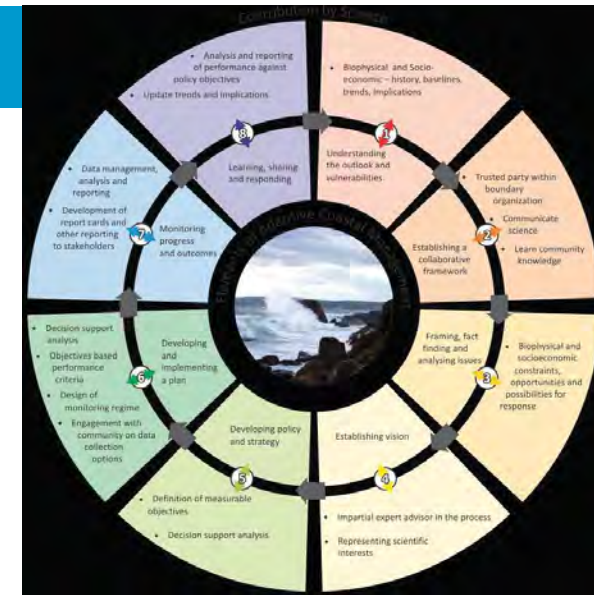 Contribution by Science
• Biophysical and Socio-
economic – history, baselines,
trends, implications
1
Understanding
the outlook and
vulnerabilities
• Trusted party within
boundary
organization
• Communicate
science
• Learn community
knowledge
2
Establishing a
collaborative
framework
Framing, fact
finding and
analysing issues
3
• Biophysical and
socioeconomic
constraints,
opportunities and
possibilities for
response
Establishing vision
4
• Impartial expert advisor in the process
• Representing scientific
interests
Developing policy
and strategy
5
• Definition of measurable
objectives
• Decision support analysis
• Decision support
analysis
• Objectives based
performance
criteria
• Design of
monitoring regime
• Engagement with
community on data
collection
options
6
Developing
and
implementing
a plan
• Data management,
analysis and
reporting
• Development of
report cards and
other reporting
to stakeholders
7
Monitoring
progress
and outcomes
• Analysis and reporting
of performance against
policy objectives
• Update trends and implications
8
Learning, sharing
and responding
Adaptive Coastal Management